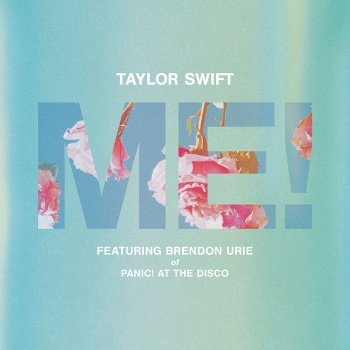 TAYLOR SWIFT
ME!
FEATURING BRENDON URIE
of
PANIC! AT THE DISCO